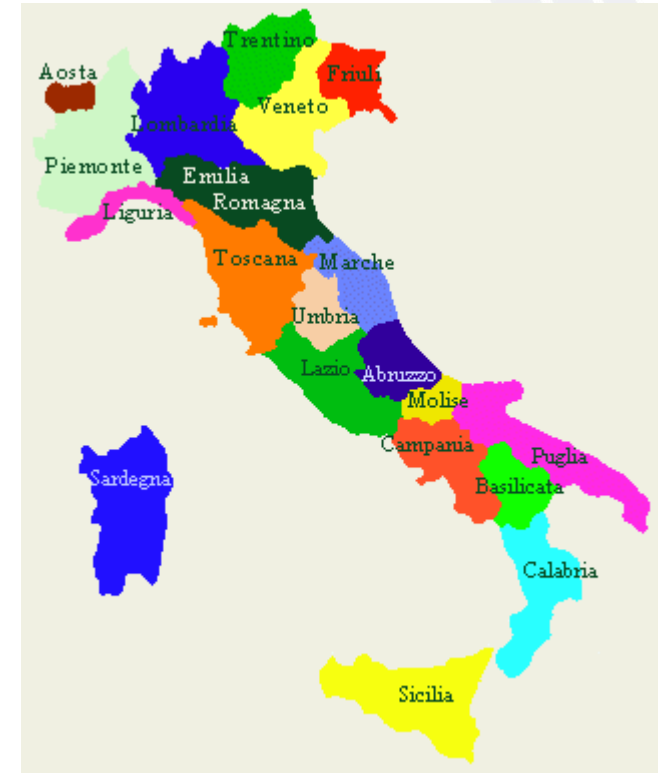 Trentino
Aosta
Friuli
Veneto
Lombardia
Piemonte
Emilia
Romagna
Liguria
Toscana
Marche
Umbria
Lazio
Abruzzo
Molise
Campania
Puglia
Sardegna
Basilicata
Calabria
Sicilia